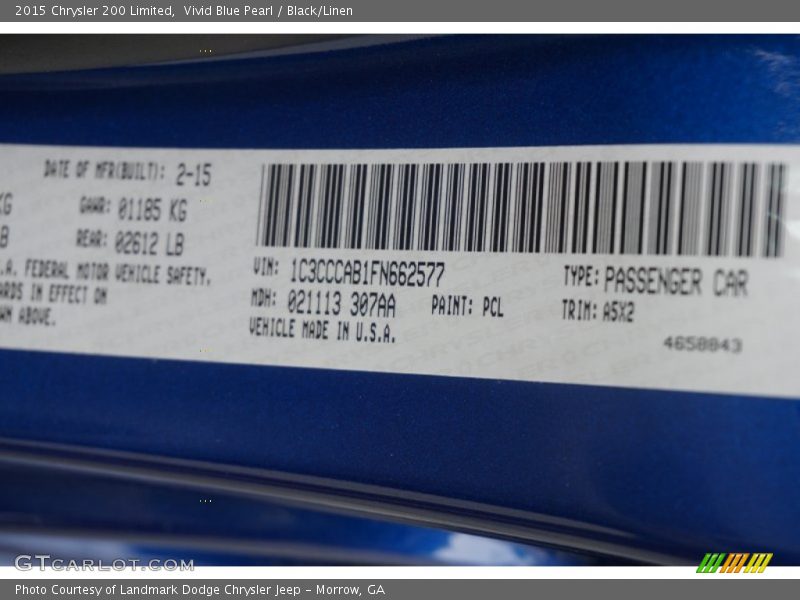 2015 Chrysler 200 Limited, Vivid Blue Pearl / Black/Linen
DATE OF MFR(BUILT): 2-15
KG GAWR: 01185 KG
REAR: 02612 LB
FEDERAL MOTOR VEHICLE SAFETY,
IN EFFECT ON
ABOVE.
VIN: 1C3CCCAB1FN662577
MDH: 021113 307AA PAINT: PCL
VEHICLE MADE IN U.S.A.
TYPE: PASSENGER CAR
TRIM: A5X2
4658843
GTcarlot.com
Photo Courtesy of Landmark Dodge Chrysler Jeep - Morrow, GA